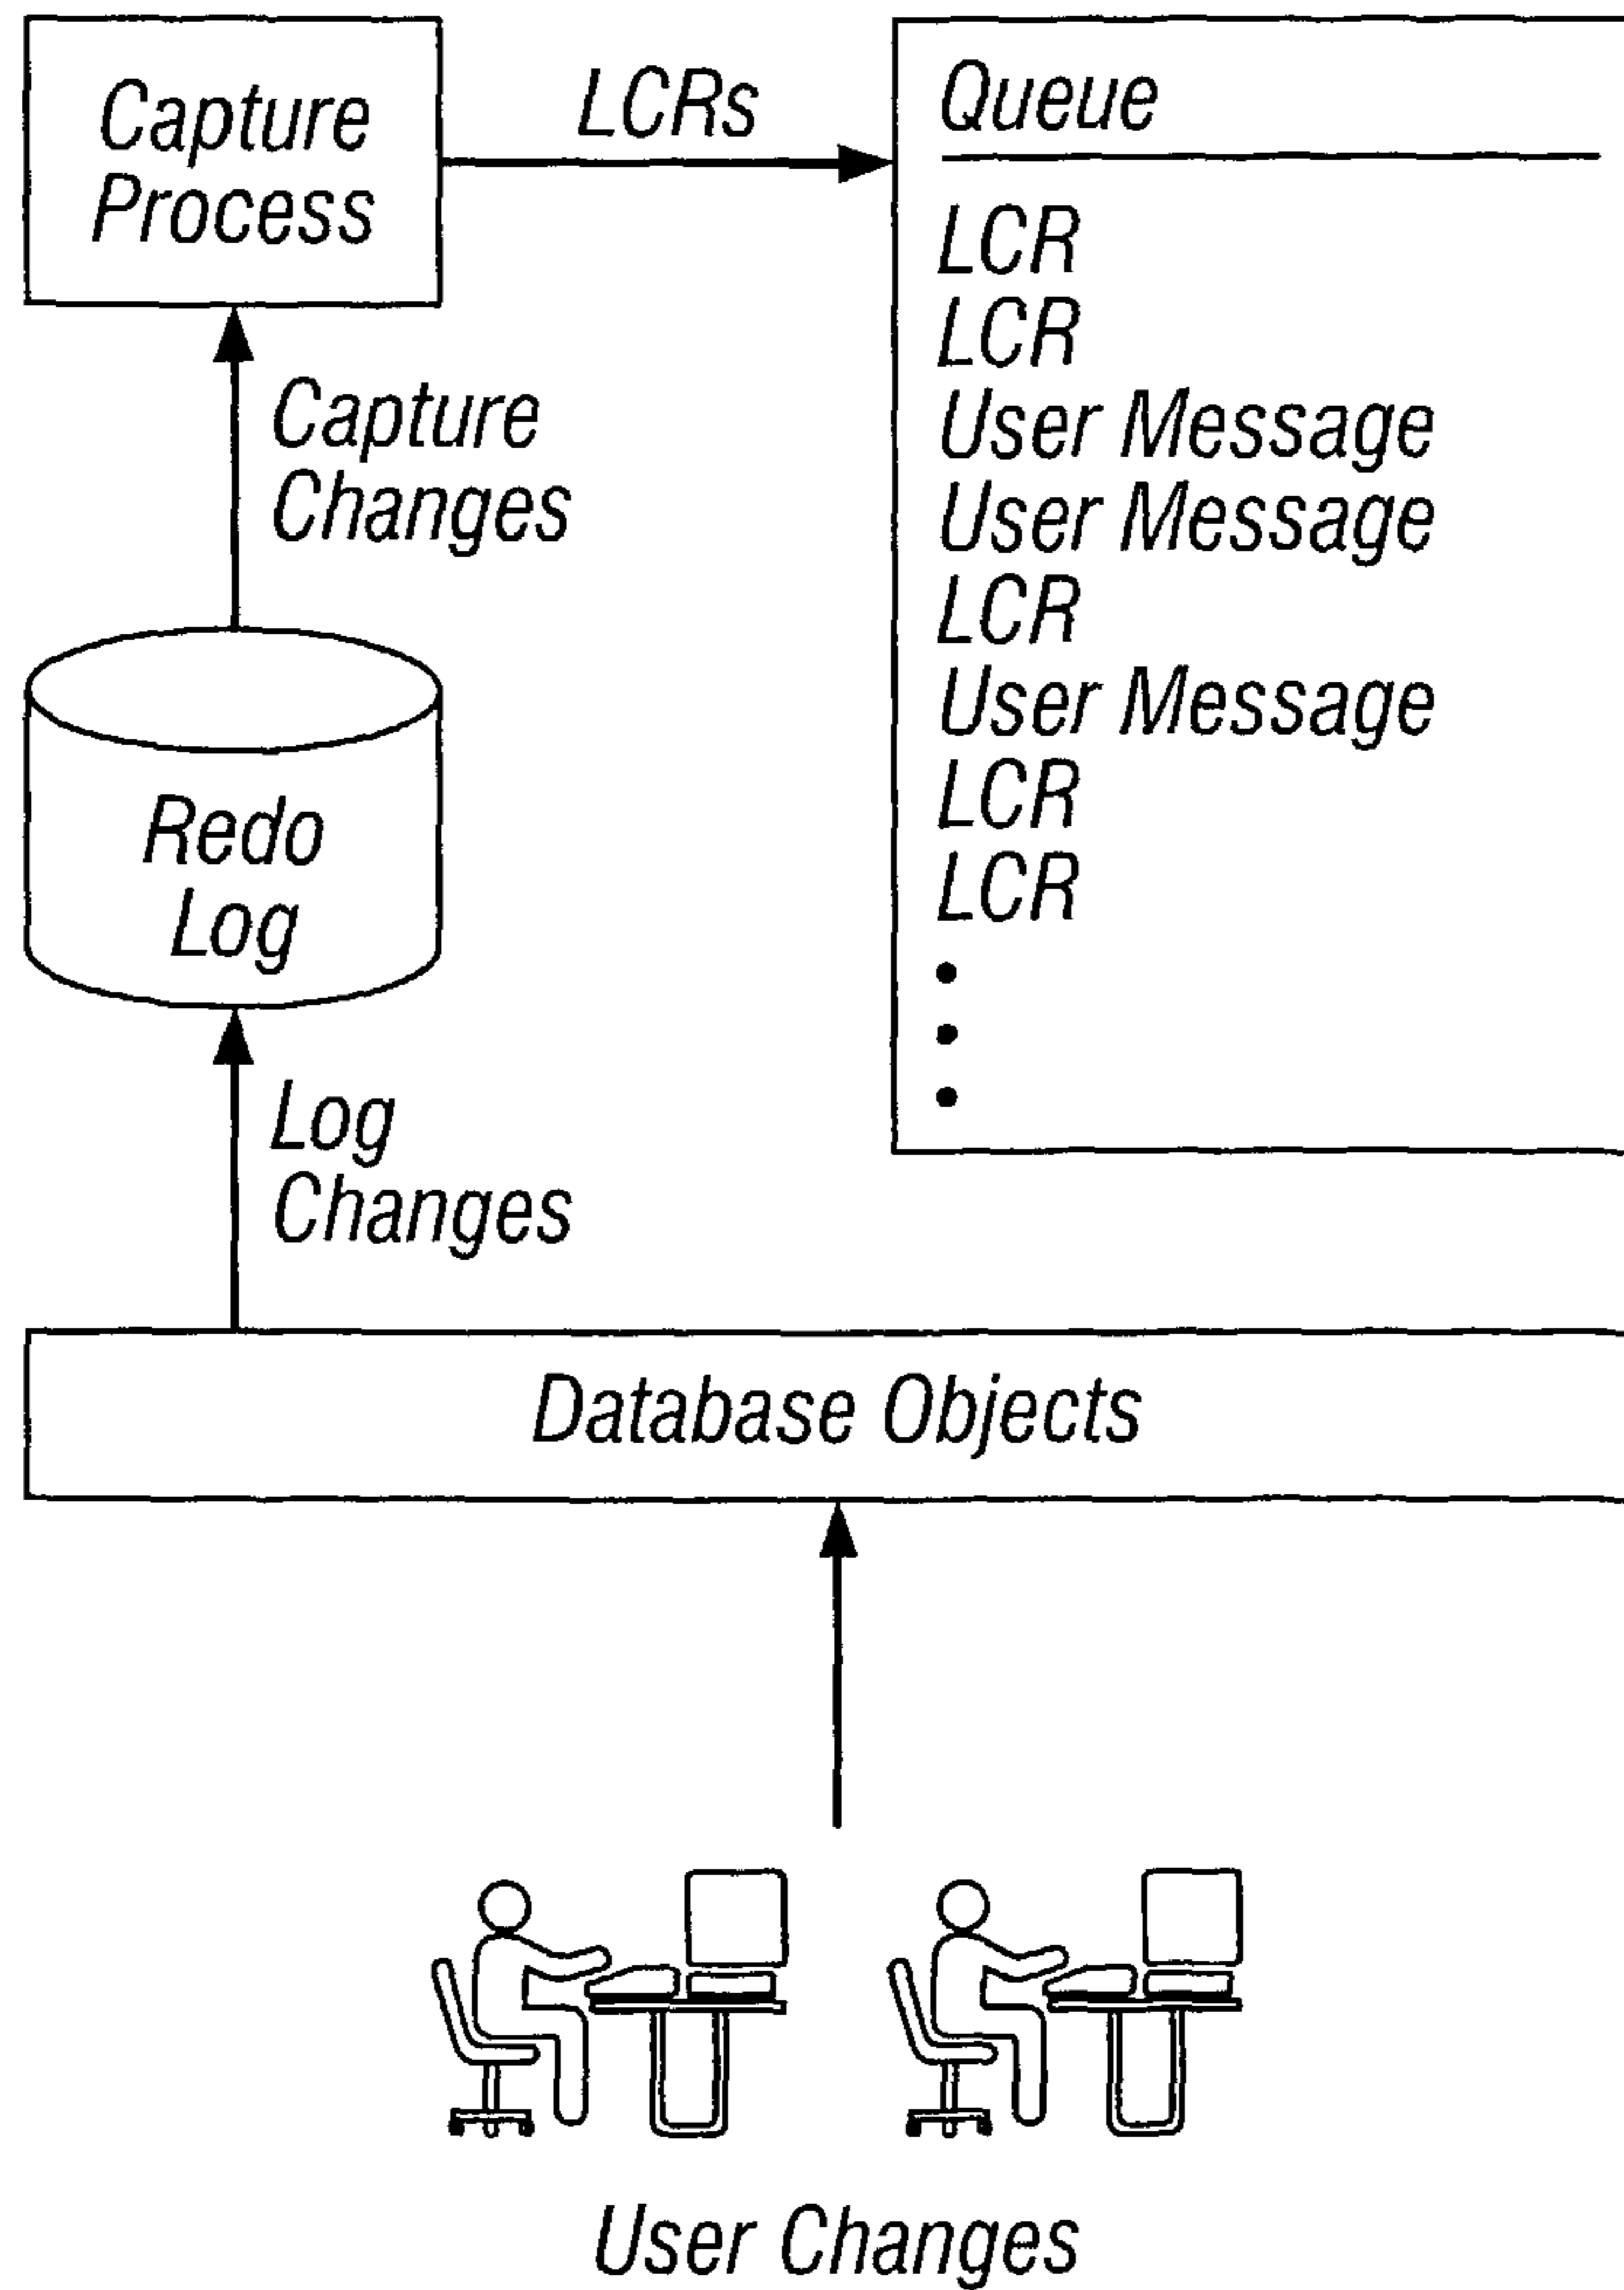 Capture
Process
LCRs
Queue
LCR
LCR
User Message
User Message
LCR
User Message
LCR
LCR
Capture
Changes
Redo
Log
Log
Changes
Database Objects
User Changes